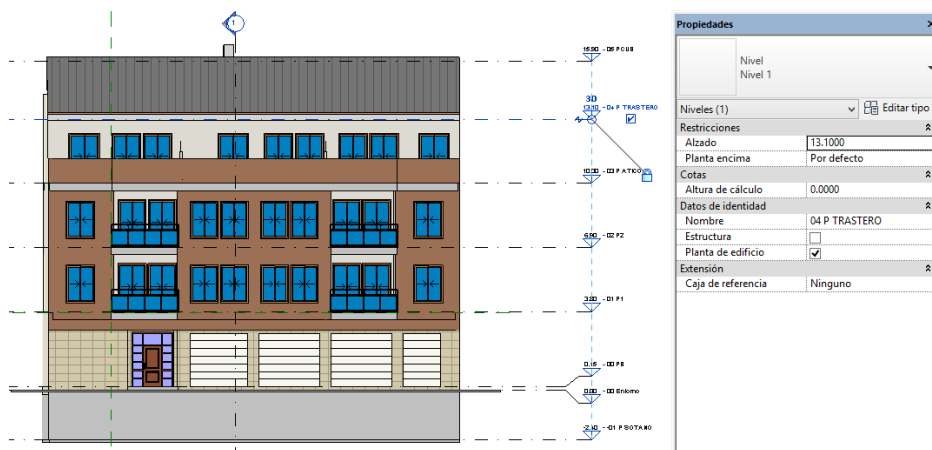 1
15.90 - 05 P CUB
3D
13.10 - 04 P TRASTERO
10.00 - 03 P ATICO
6.90 - 02 P2
3.80 - 01 P1
0.15 - 00 PB
0.00 - 00 Entorno
-2.40 - -01 P SOTANO
Propiedades
Nivel
Nivel 1
Niveles (1)
Editar tipo
Restricciones
Alzado 13.1000
Planta encima Por defecto
Cotas
Altura de cálculo 0.0000
Datos de identidad
Nombre 04 P TRASTERO
Estructura
Planta de edificio
Extensión
Caja de referencia Ninguno